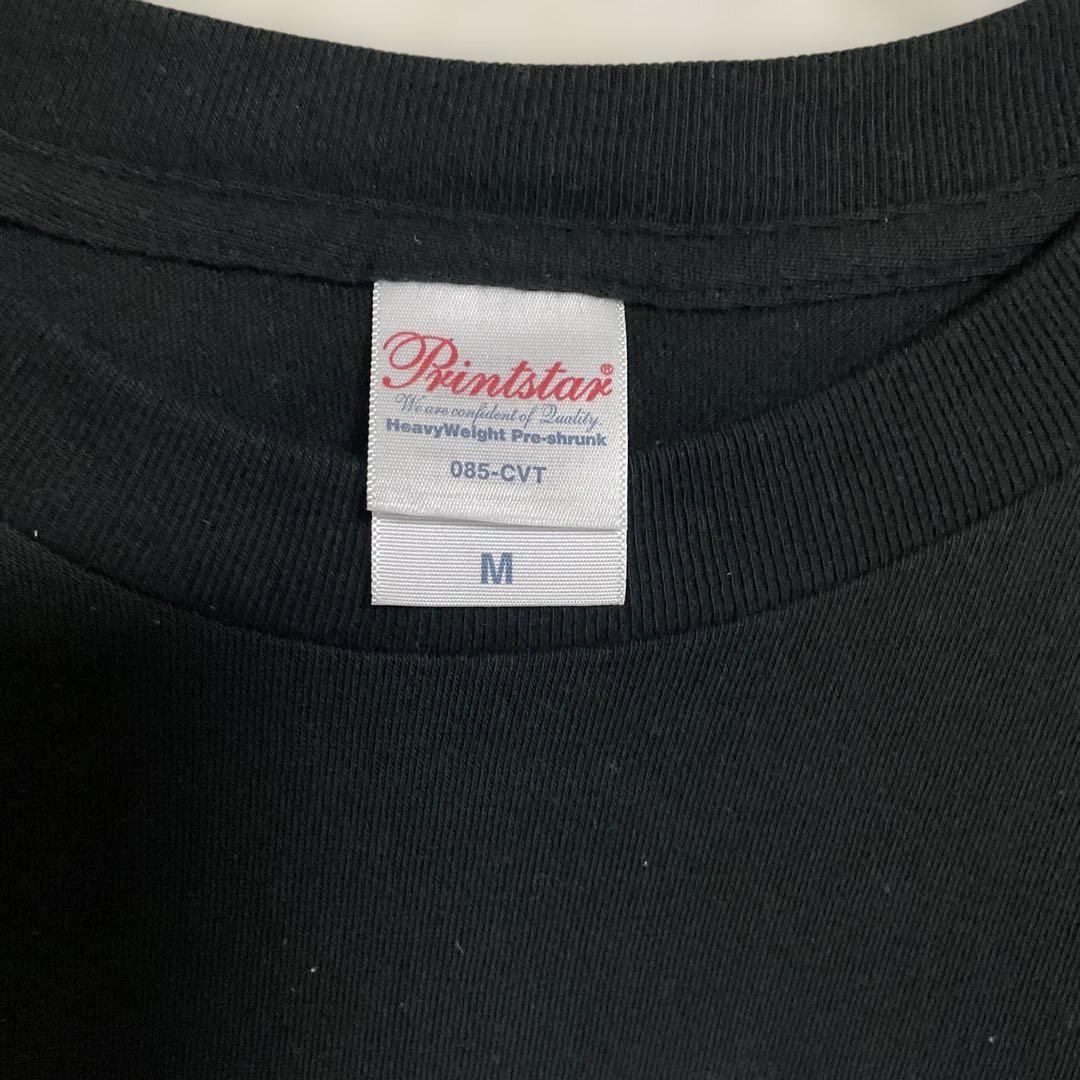 Printstar®
We are confident of Quality.
HeavyWeight Pre-shrunk
085-CVT
M